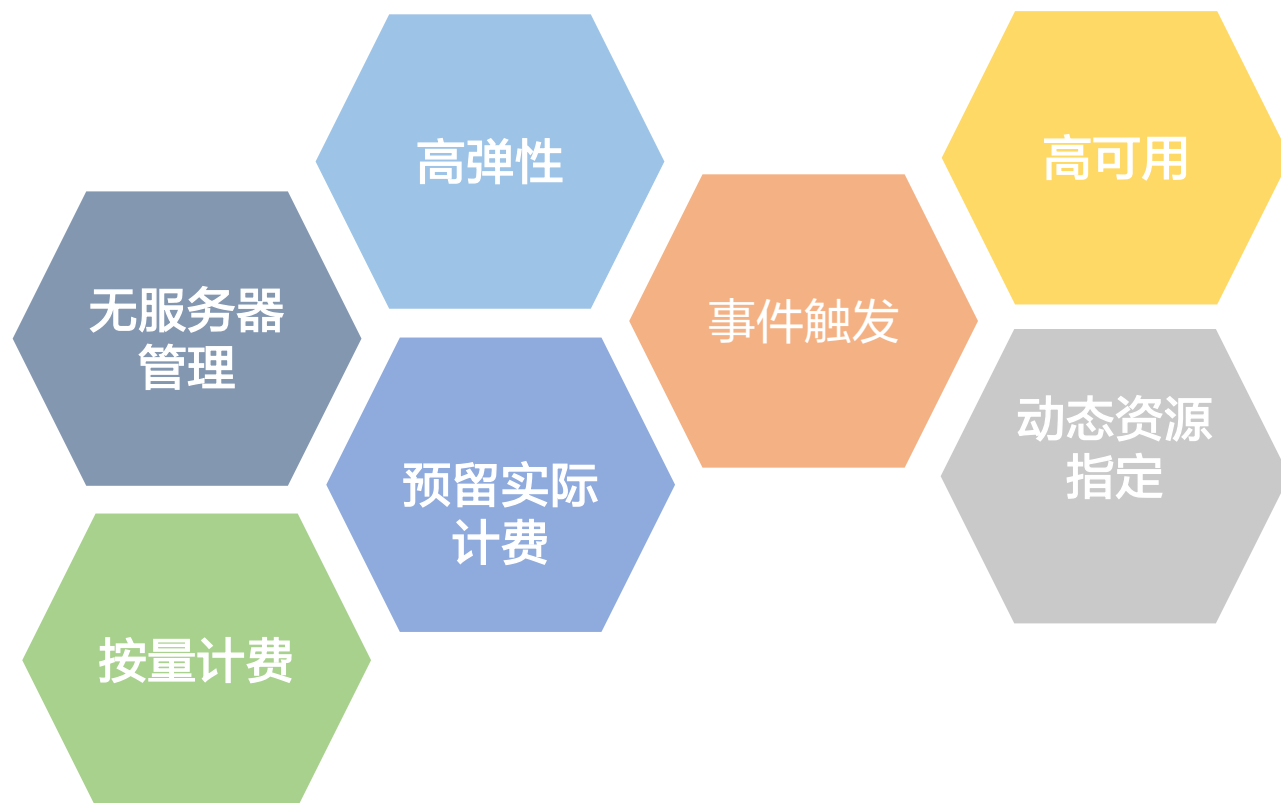 高弹性
高可用
无服务器
管理
事件触发
动态资源
指定
预留实际
计费
按量计费